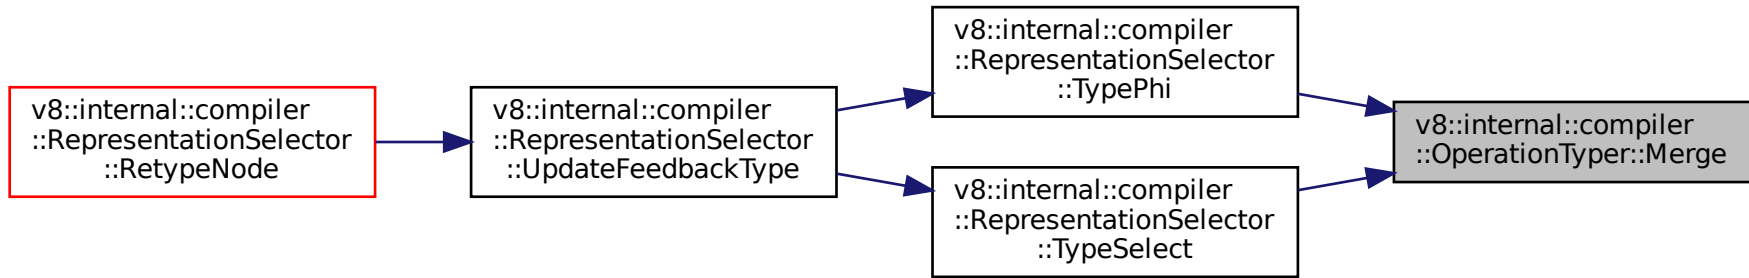 v8::internal::compiler
::RepresentationSelector
::RetypeNode
v8::internal::compiler
::RepresentationSelector
::UpdateFeedbackType
v8::internal::compiler
::RepresentationSelector
::TypePhi
v8::internal::compiler
::RepresentationSelector
::TypeSelect
v8::internal::compiler
::OperationTyper::Merge